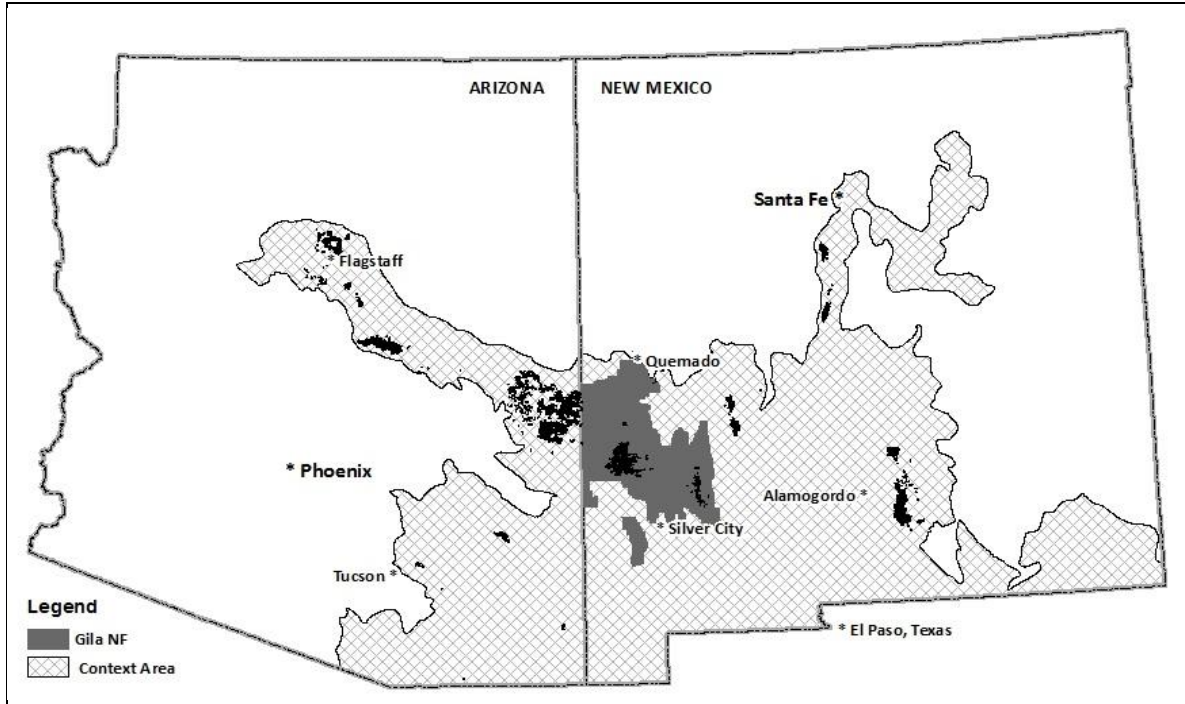 ARIZONA
NEW MEXICO
Santa Fe *
* Flagstaff
* Quemado
* Phoenix
Alamogordo *
* Silver City
Tucson *
Legend
Gila NF
* El Paso, Texas
Context Area